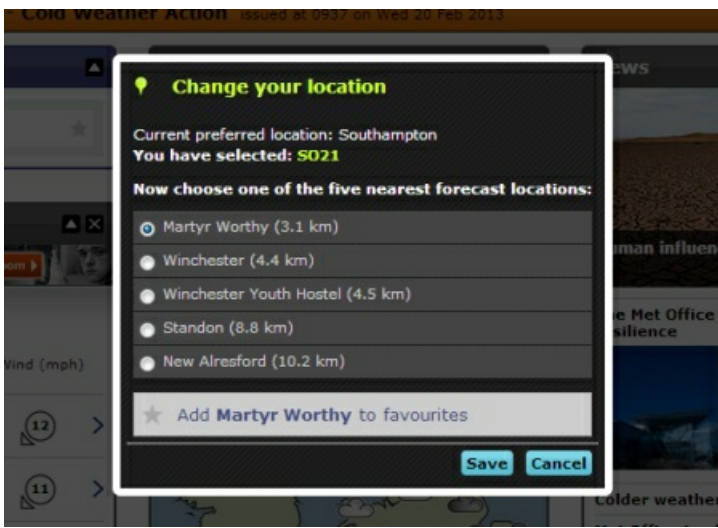 Cold Weather Action issued at 0937 on Wed 20 Feb 2013
ews
Change your location
Current preferred location: Southampton
You have selected: SO21
Now choose one of the five nearest forecast locations:
Martyr Worthy (3.1 km)
Winchester (4.4 km)
Winchester Youth Hostel (4.5 km)
Standon (8.8 km)
New Alresford (10.2 km)
Add Martyr Worthy to favourites
Save Cancel
oom
Wind (mph)
12
11
uman influen
e Met Office
silience
Colder weather